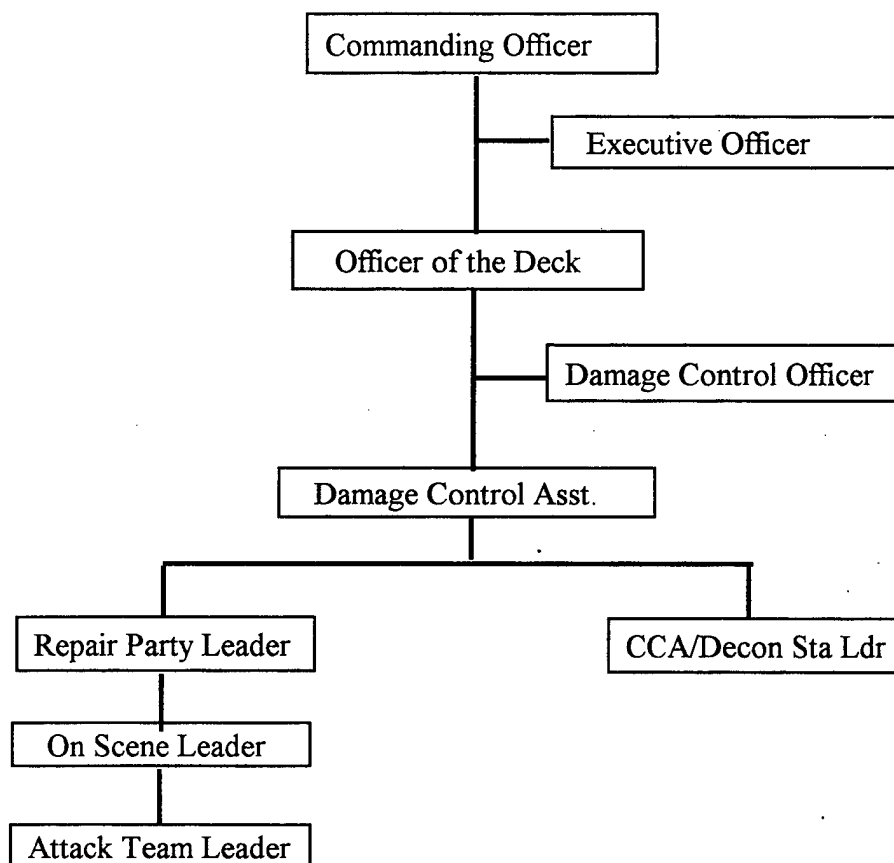 Commanding Officer
Executive Officer
Officer of the Deck
Damage Control Officer
Damage Control Asst.
Repair Party Leader
CCA/Decon Sta Ldr
On Scene Leader
Attack Team Leader